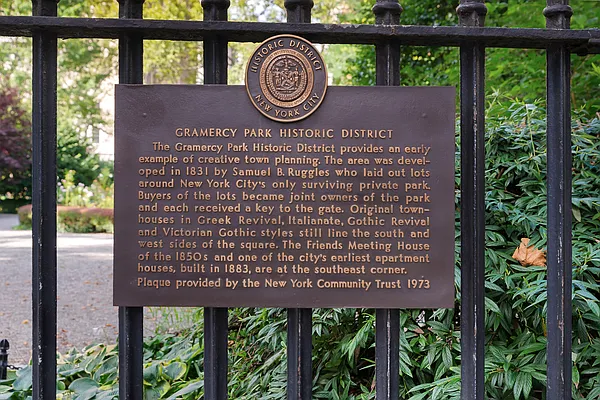 HISTORIC DISTRICT
NEW YORK CITY
GRAMERCY PARK HISTORIC DISTRICT
The Gramercy Park Historic District provides an early
example of creative town planning. The area was devel-
oped in 1831 by Samuel B. Ruggles who laid out lots
around New York City's only surviving private park.
Buyers of the lots became joint owners of the park
and each received a key to the gate. Original town-
houses in Greek Revival, Italianate, Gothic Revival
and Victorian Gothic styles still line the south and
west sides of the square. The Friends Meeting House
of the 1850s and one of the city's earliest apartment
houses, built in 1883, are at the southeast corner.
Plaque provided by the New York Community Trust 1973